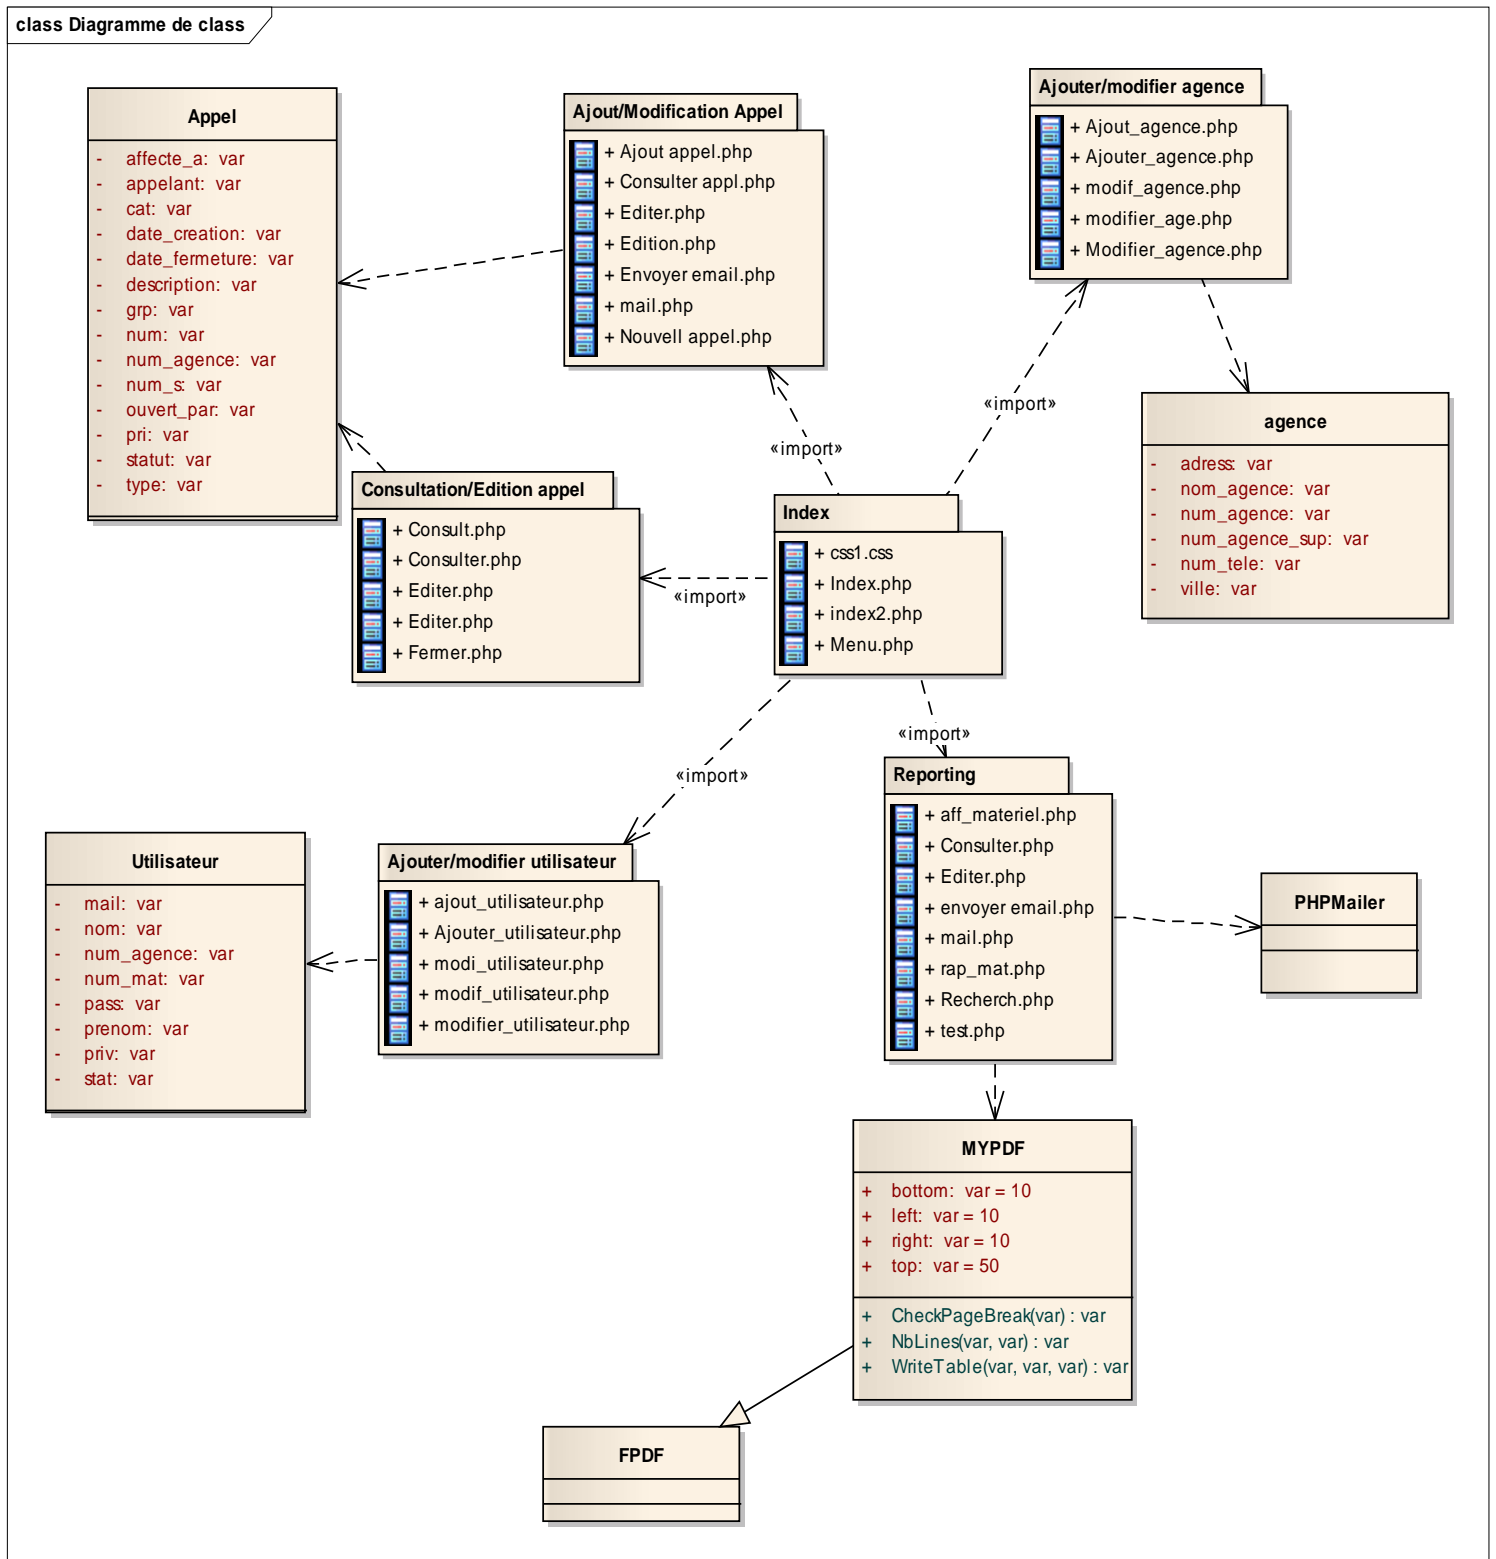 class Diagramme de class
Appel
- affecte_a: var
- appelant: var
- cat: var
- date_creation: var
- date_fermeture: var
- description: var
- grp: var
- num: var
- num_agence: var
- num_s: var
- ouvert_par: var
- pri: var
- statut: var
- type: var
Ajout/Modification Appel
+ Ajout appel.php
+ Consulter appl.php
+ Editer.php
+ Edition.php
+ Envoyer email.php
+ mail.php
+ Nouvell appel.php
Ajouter/modifier agence
+ Ajout_agence.php
+ Ajouter_agence.php
+ modif_agence.php
+ modifier_age.php
+ Modifier_agence.php
«import»
«import»
agence
- adress: var
- nom_agence: var
- num_agence: var
- num_agence_sup: var
- num_tele: var
- ville: var
Consultation/Edition appel
+ Consult.php
+ Consulter.php
+ Editer.php
+ Editer.php
+ Fermer.php
«import»
Index
+ css1.css
+ Index.php
+ index2.php
+ Menu.php
«import»
«import»
Utilisateur
- mail: var
- nom: var
- num_agence: var
- num_mat: var
- pass: var
- prenom: var
- priv: var
- stat: var
Ajouter/modifier utilisateur
+ ajout_utilisateur.php
+ Ajouter_utilisateur.php
+ modi_utilisateur.php
+ modif_utilisateur.php
+ modifier_utilisateur.php
Reporting
+ aff_materiel.php
+ Consulter.php
+ Editer.php
+ envoyer email.php
+ mail.php
+ rap_mat.php
+ Recherch.php
+ test.php
PHPMailer
MYPDF
+ bottom: var = 10
+ left: var = 10
+ right: var = 10
+ top: var = 50
+ CheckPageBreak(var) : var
+ NbLines(var, var) : var
+ WriteTable(var, var, var) : var
FPDF